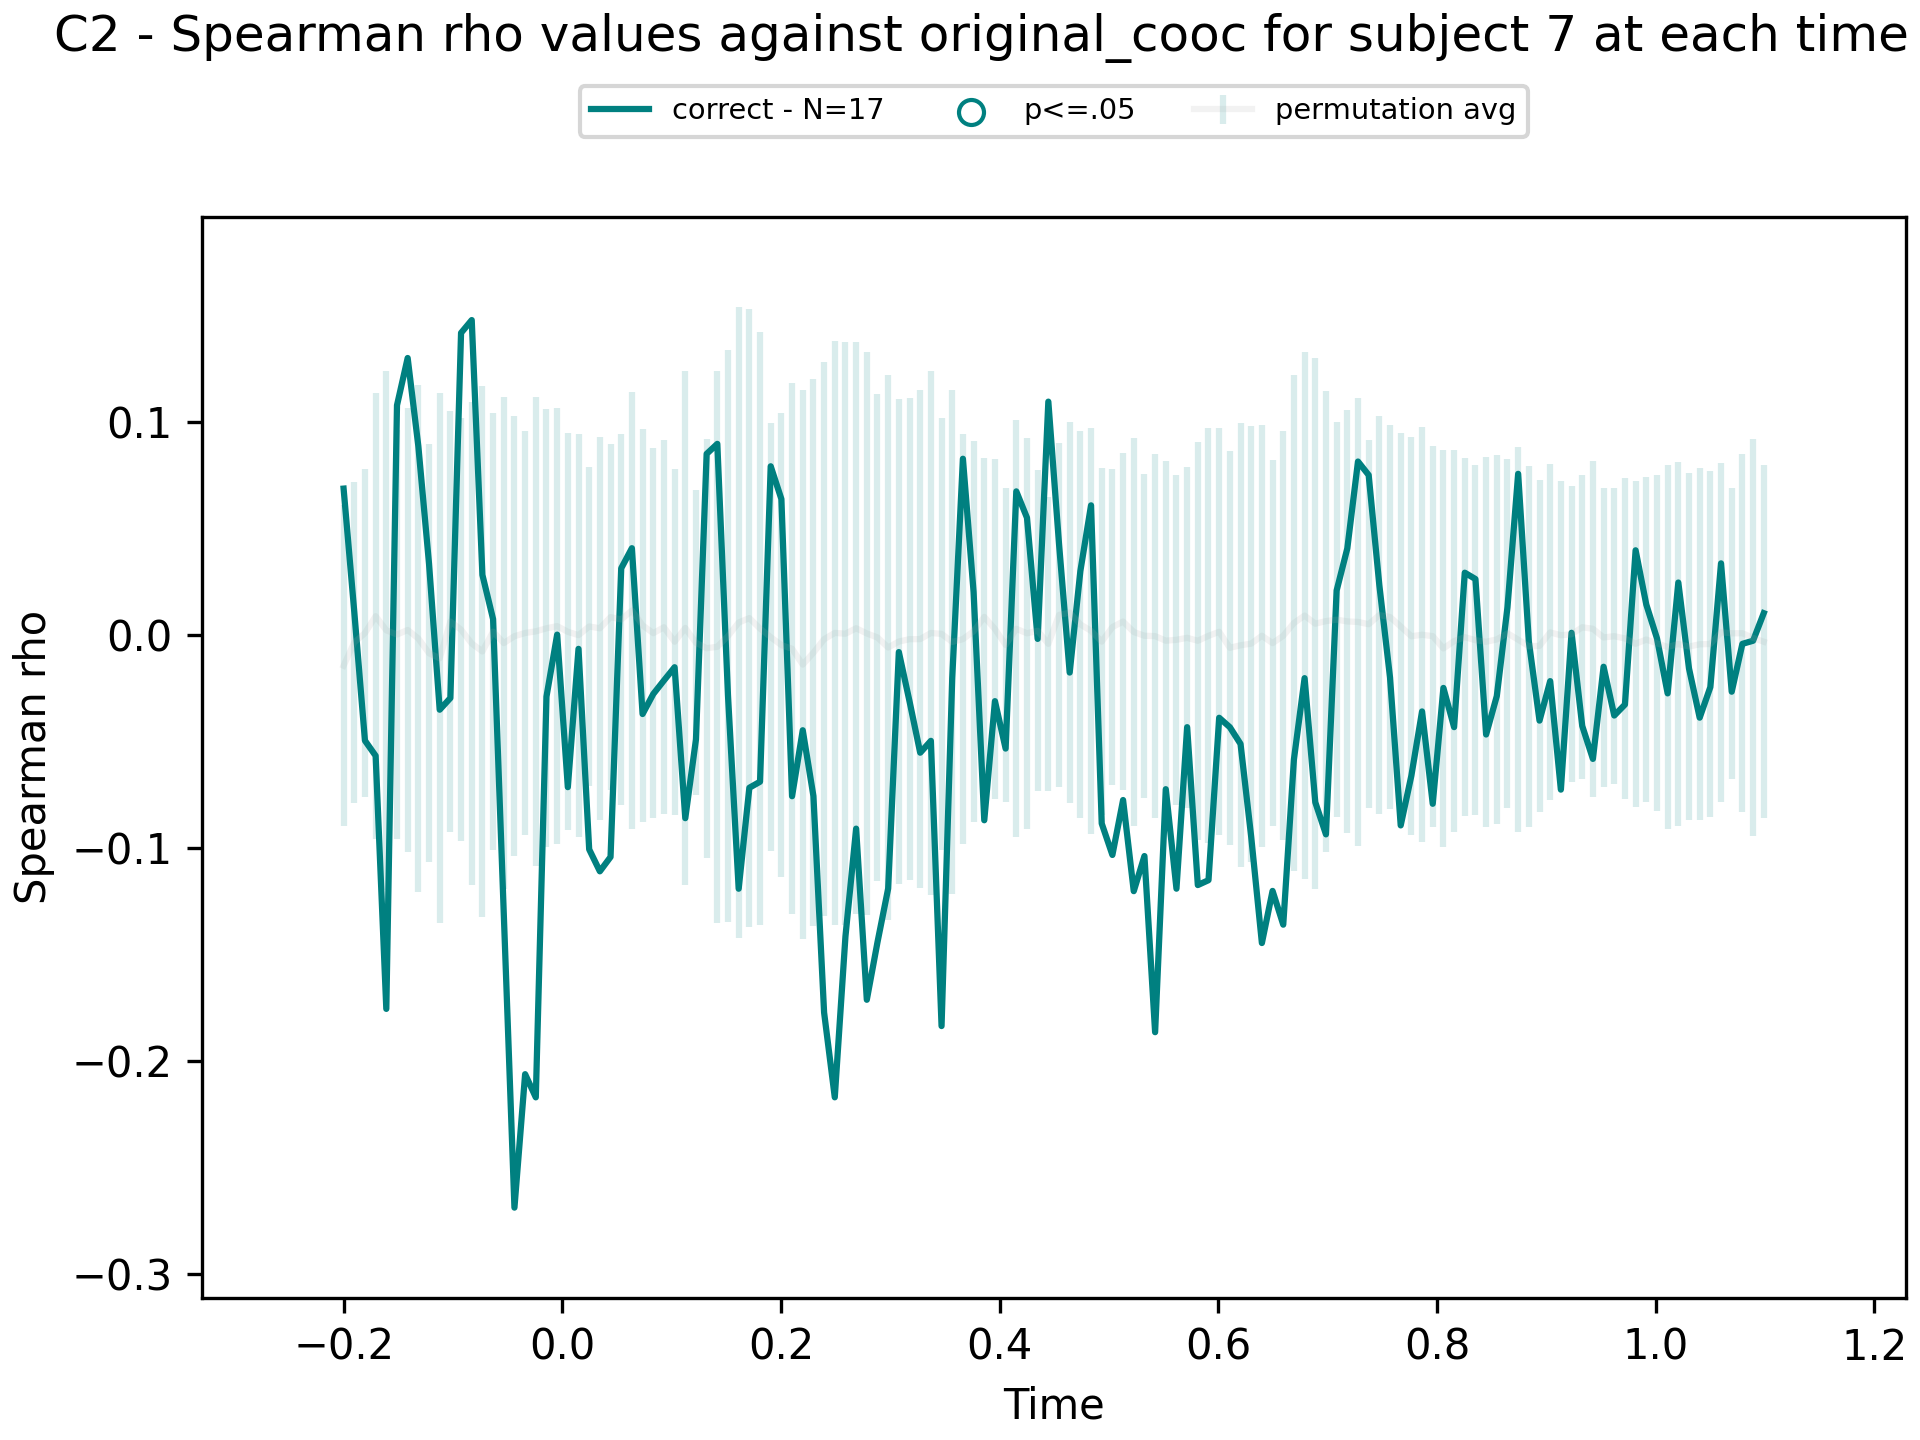 C2 - Spearman rho values against original_cooc for subject 7 at each time
correct - N=17 p<=.05 permutation avg
Spearman rho
0.1
0.0
−0.1
−0.2
−0.3
−0.2 0.0 0.2 0.4 0.6 0.8 1.0 1.2
Time